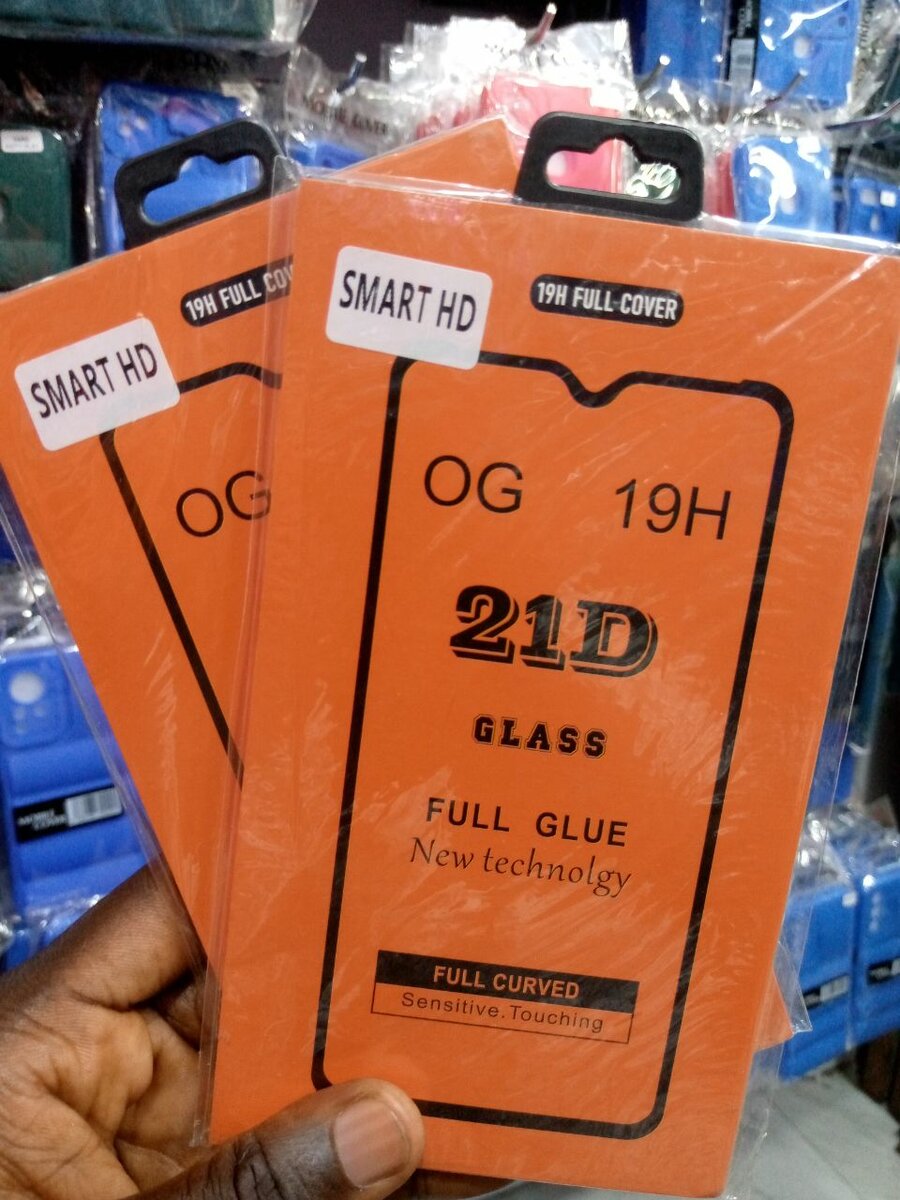 SMART HD
19H FULL COVER
OG 19H
21D
GLASS
FULL GLUE
New technolgy
FULL CURVED
Sensitive.Touching
SMART HD
19H FULL COV
OG